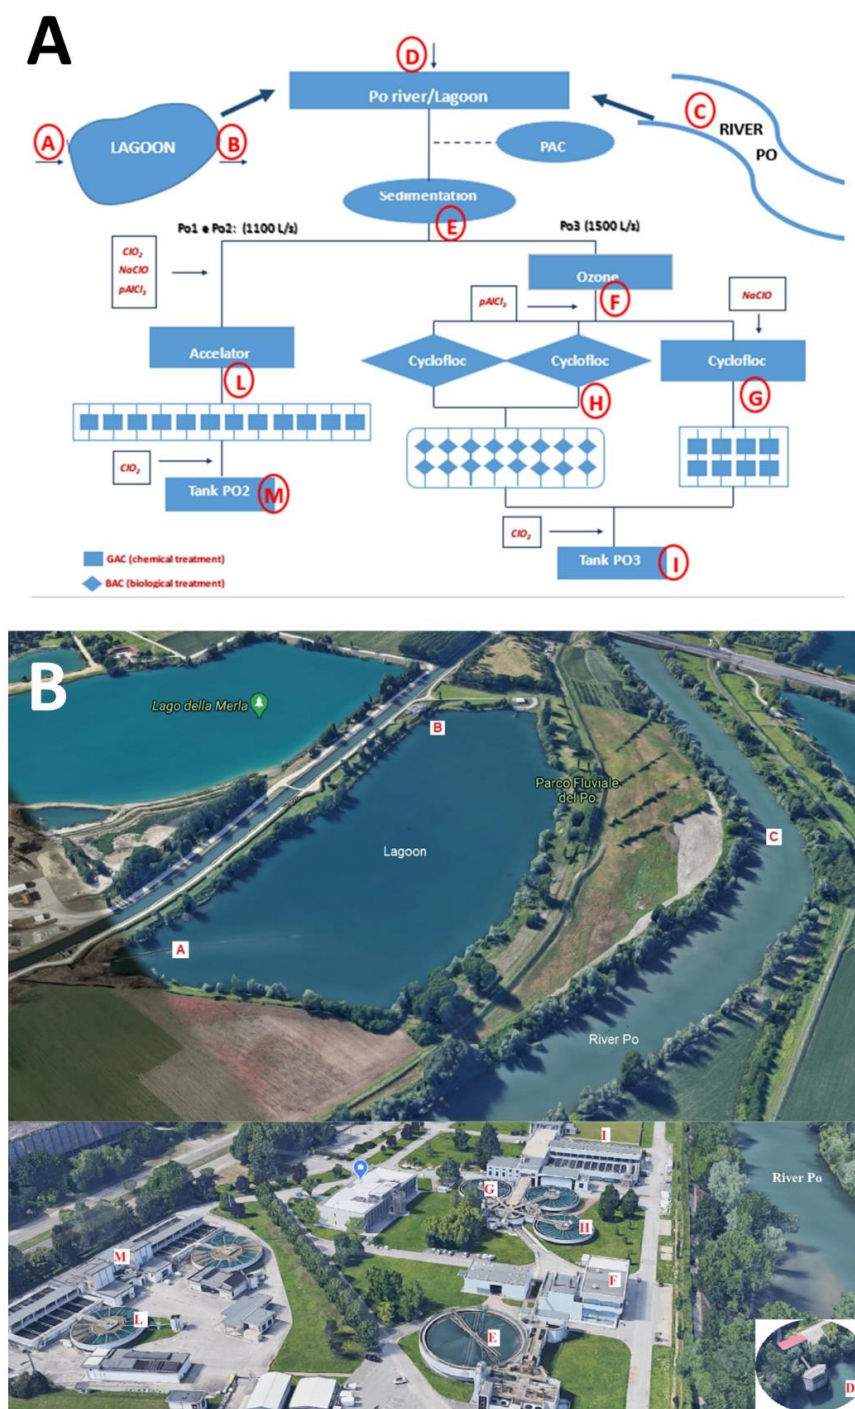 A
D
Po river/Lagoon
A
LAGOON
B
C
RIVER
PO
PAC
Sedimentation
E
Po1 e Po2: (1100 L/s)
Po3 (1500 L/s)
ClO₂
NaClO
pAlCl₃
Ozone
F
pAlCl₃
NaClO
Accelator
Cyclofloc
Cyclofloc
Cyclofloc
L
H
G
ClO₂
Tank PO2
M
ClO₂
Tank PO3
I
GAC (chemical treatment)
BAC (biological treatment)
B
Lago della Merla
B
Parco Fluviale
del Po
Lagoon
C
A
River Po
I
River Po
G
H
M
F
L
E
D